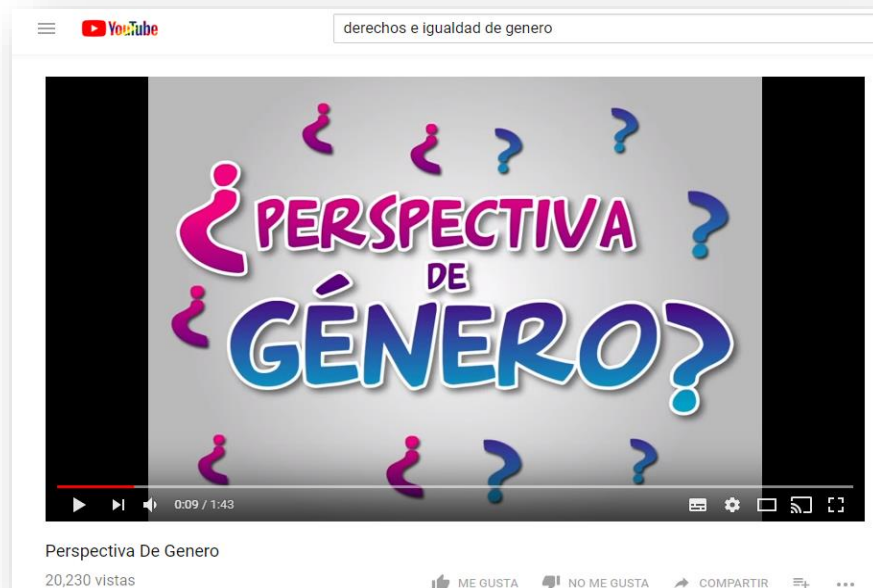 YouTube
derechos e igualdad de genero
¿PERSPECTIVA
DE
GÉNERO?
0:09 / 1:43
Perspectiva De Genero
20,230 vistas
ME GUSTA NO ME GUSTA COMPARTIR